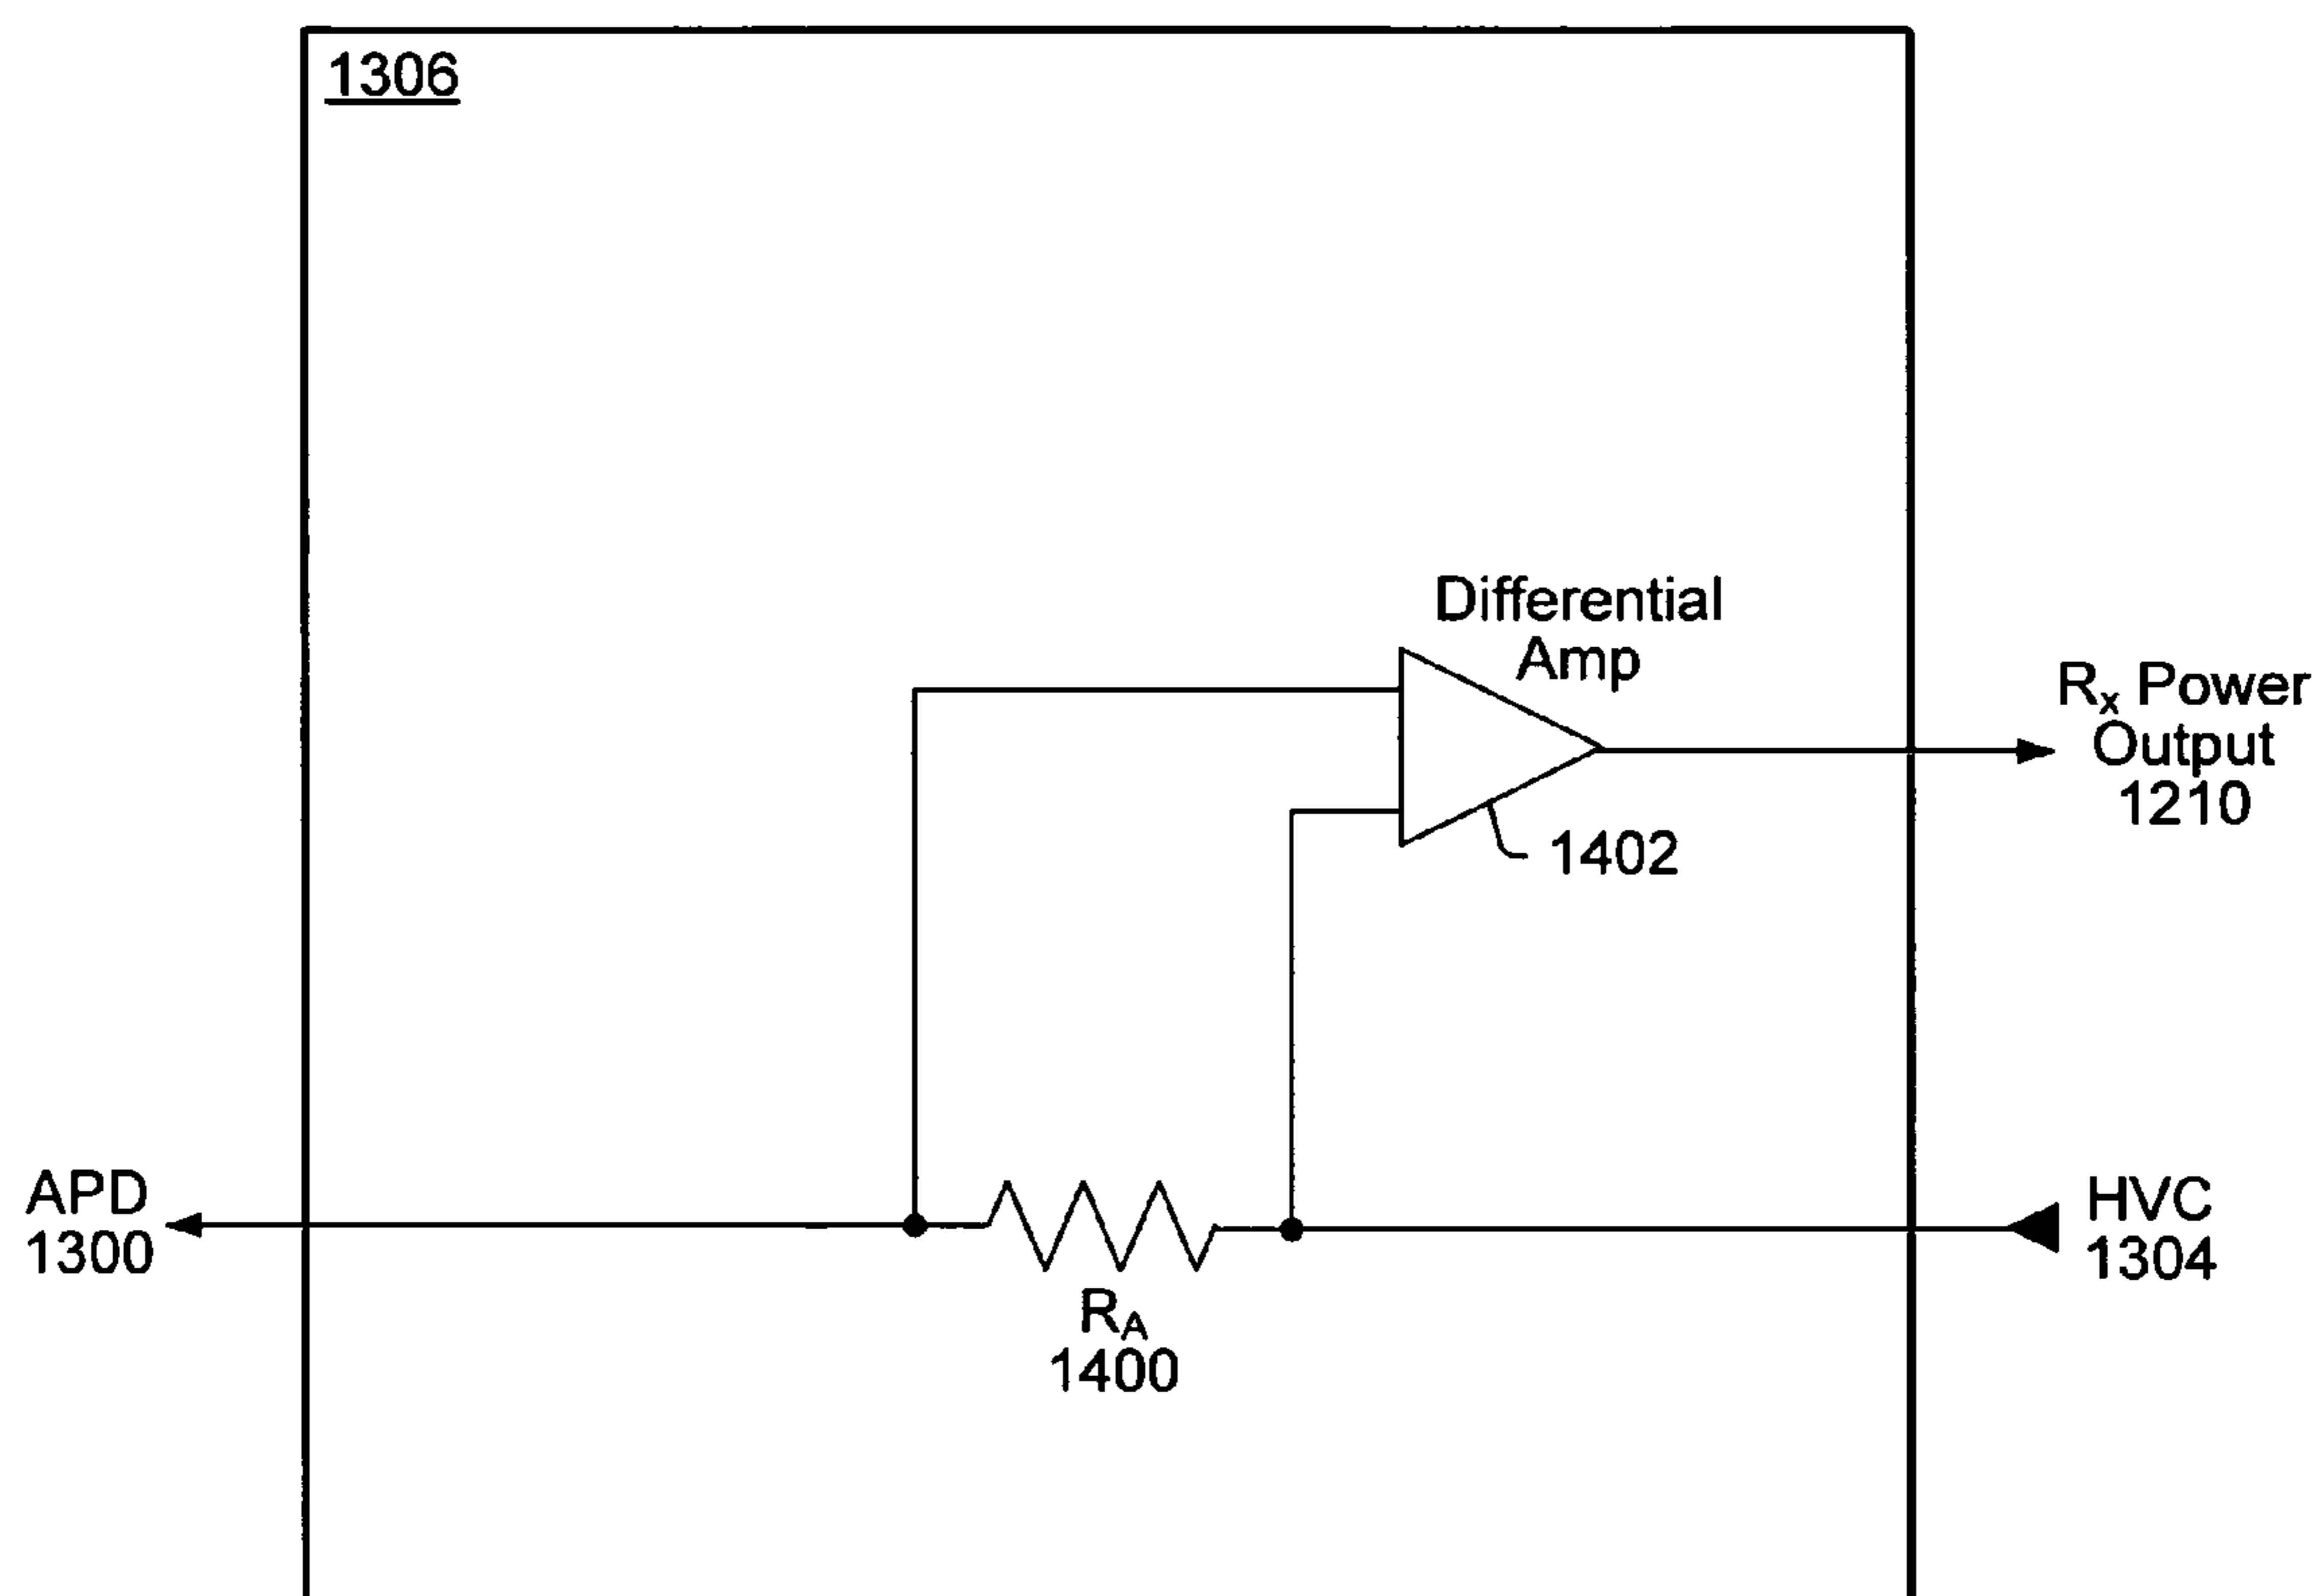 1306
Differential
Amp
Rx Power
Output
1210
1402
APD
1300
HVC
1304
RA
1400